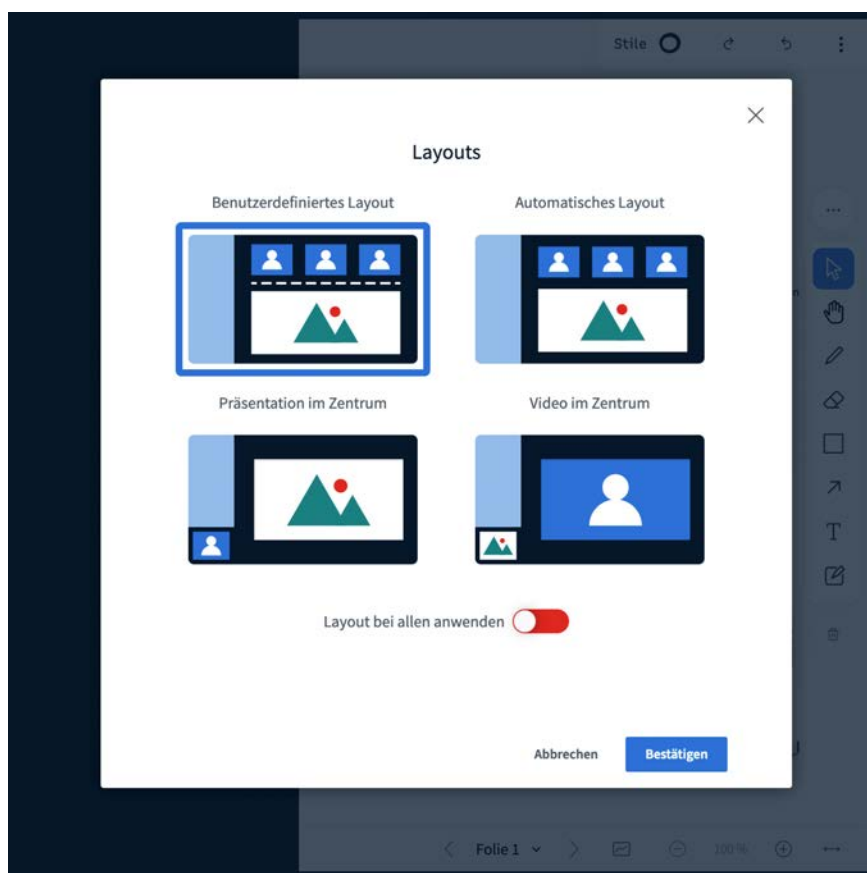 Stile
Layouts
Benutzerdefiniertes Layout
Automatisches Layout
Präsentation im Zentrum
Video im Zentrum
Layout bei allen anwenden
Abbrechen
Bestätigen
T
Folie 1
100 %